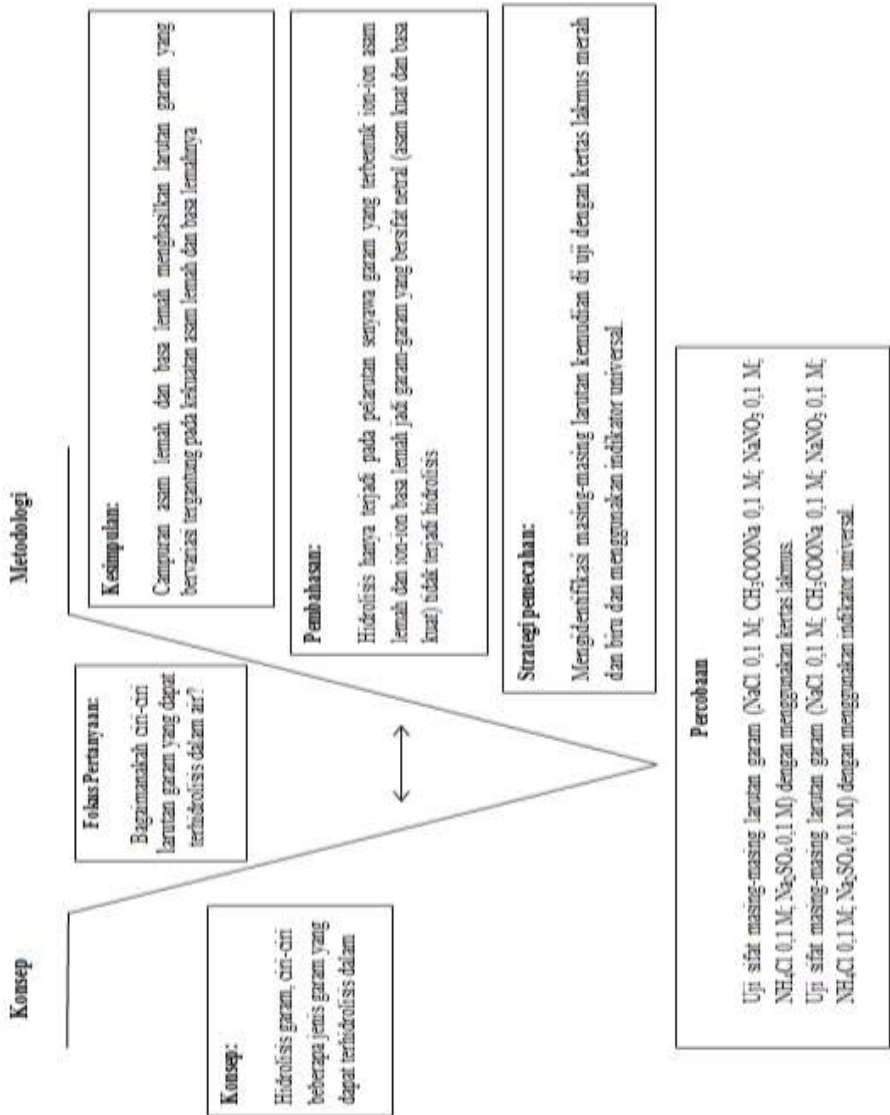 Konsep
Metodologi
Fokus Pertanyaan:
Bagaimanakah ciri-ciri
larutan garam yang dapat
terhidrolisis dalam air?
Konsep:
Hidrolisis garam, ciri-ciri
beberapa jenis garam yang
dapat terhidrolisis dalam
Kesimpulan:
Campuran asam lemah dan basa lemah menghasilkan larutan garam yang
bervariasi tergantung pada kekuatan asam lemah dan basa lemahnya
Pembahasan:
Hidrolisis hanya terjadi pada pelarutan senyawa garam yang terbentuk ion-ion asam
lemah dan ion-ion basa lemah jadi garam-garam yang bersifat netral (asam kuat dan basa
kuat) tidak terjadi hidrolisis
Strategi pemecahan:
Mengidentifikasi masing-masing larutan kemudian di uji dengan kertas lakmus merah
dan biru dan menggunakan indikator universal.
Percobaan
Uji sifat masing-masing larutan garam (NaCl 0,1 M; CH₃COONa 0,1 M; NaNO₃ 0,1 M;
NH₄Cl 0,1 M; Na₂SO₄ 0,1 M) dengan menggunakan kertas lakmus.
Uji sifat masing-masing larutan garam (NaCl 0,1 M; CH₃COONa 0,1 M; NaNO₃ 0,1 M;
NH₄Cl 0,1 M; Na₂SO₄ 0,1 M) dengan menggunakan indikator universal.